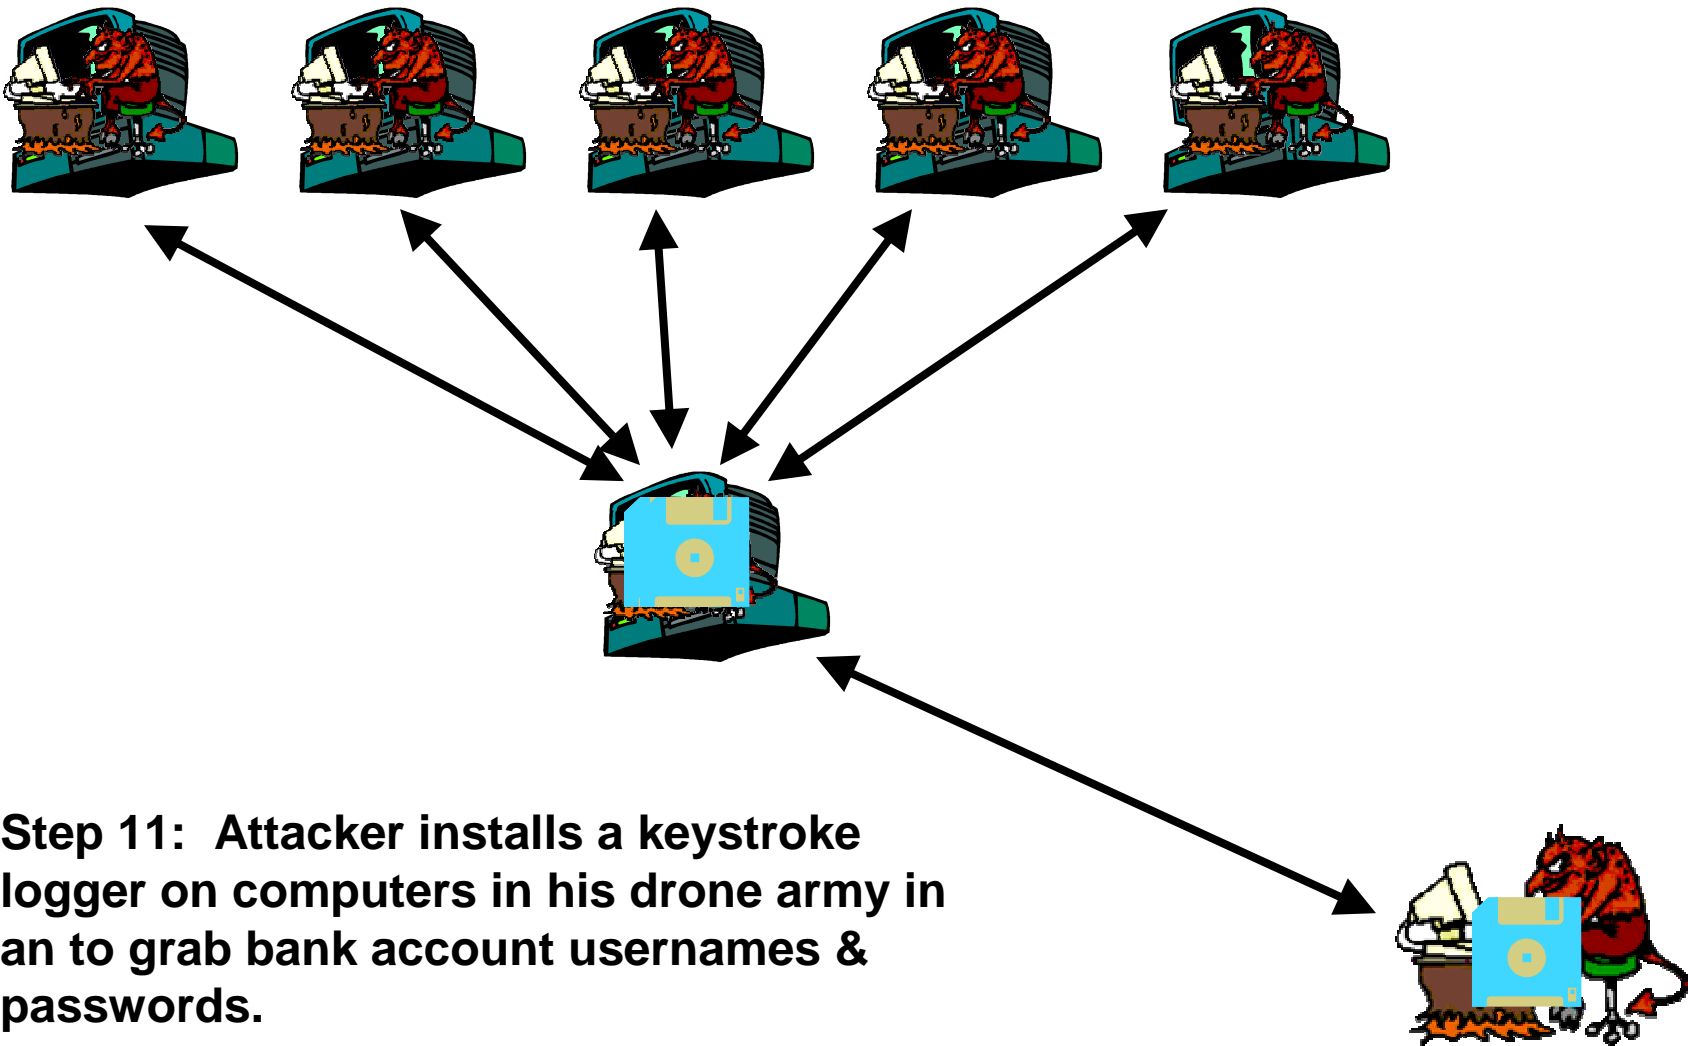 Step 11:  Attacker installs a keystroke
logger on computers in his drone army in
an to grab bank account usernames &
passwords.